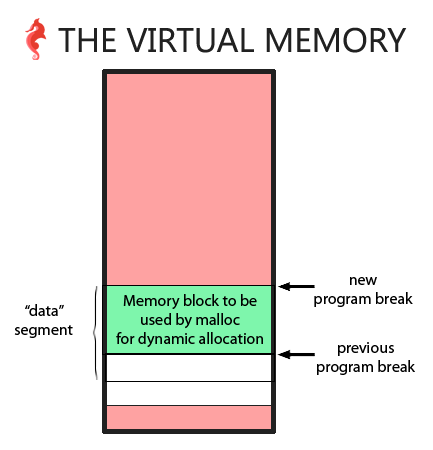 THE VIRTUAL MEMORY
new
program break
Memory block to be
used by malloc
for dynamic allocation
“data”
segment
previous
program break